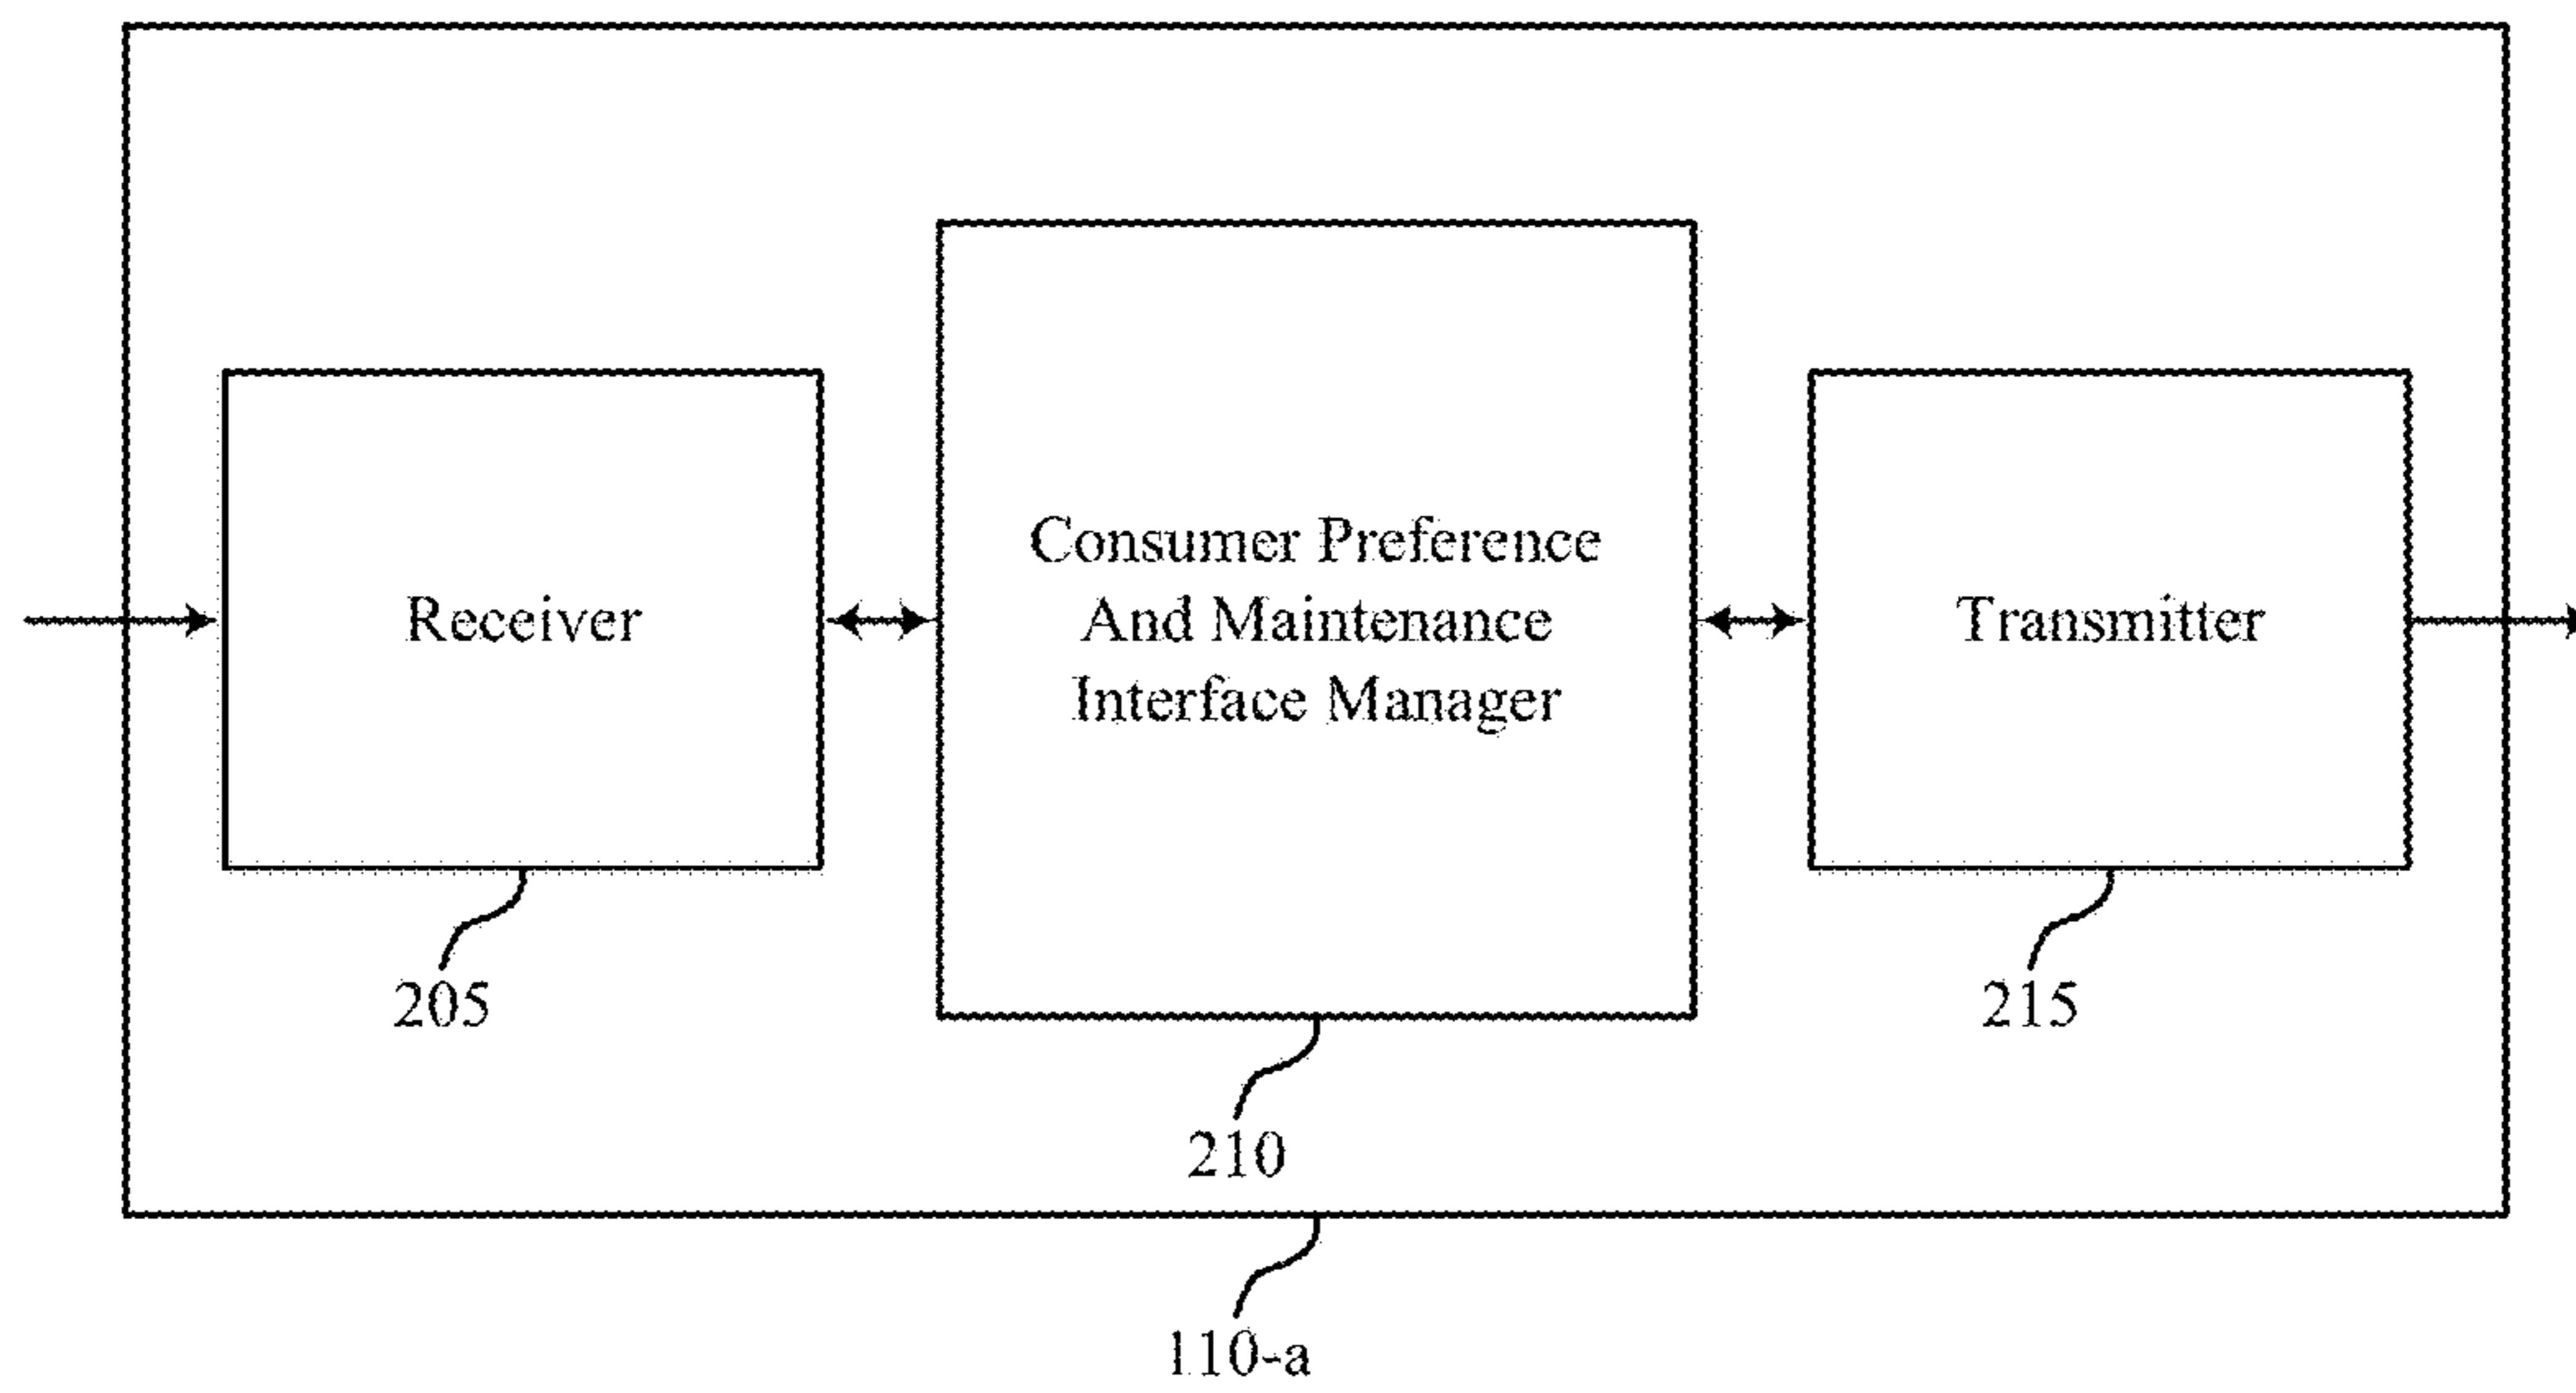 Receiver
Consumer Preference
And Maintenance
Interface Manager
Transmitter
205
215
210
110-a